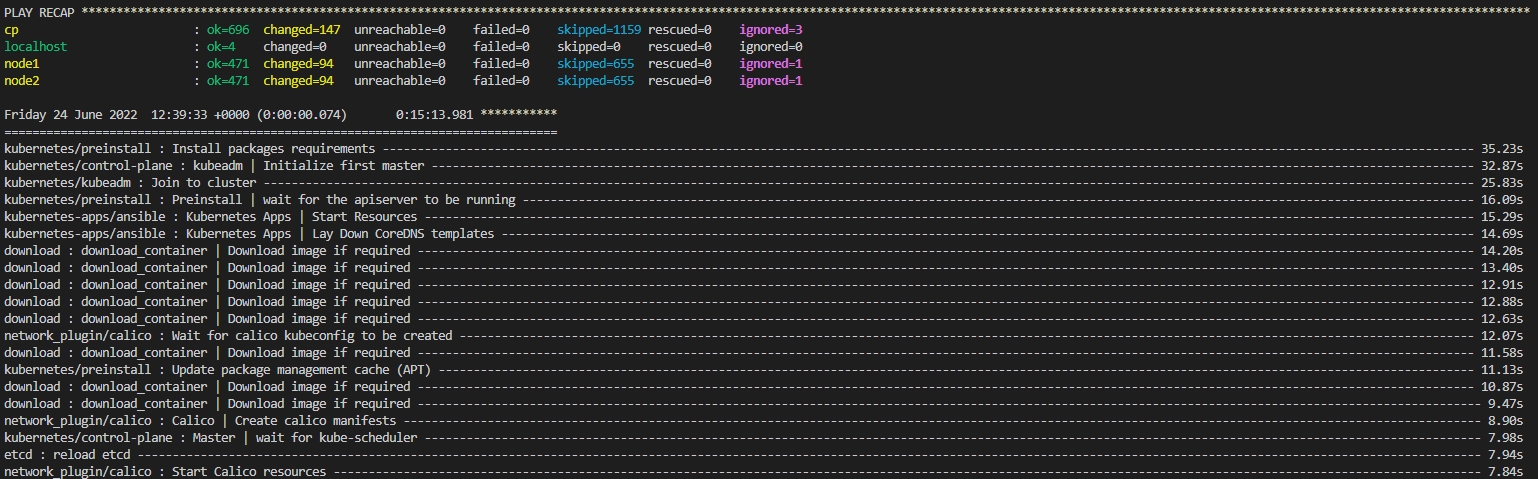 PLAY RECAP *********************************************************************************************************************************************************************************************************
cp                         : ok=696  changed=147  unreachable=0    failed=0    skipped=1159 rescued=0    ignored=3
localhost                  : ok=4    changed=0    unreachable=0    failed=0    skipped=0    rescued=0    ignored=0
node1                      : ok=471  changed=94   unreachable=0    failed=0    skipped=655  rescued=0    ignored=1
node2                      : ok=471  changed=94   unreachable=0    failed=0    skipped=655  rescued=0    ignored=1
Friday 24 June 2022  12:39:33 +0000 (0:00:00.074)       0:15:13.981 ***********
===============================================================================
kubernetes/preinstall : Install packages requirements ------------------------------ 35.23s
kubernetes/control-plane : kubeadm | Initialize first master ------------------------------ 32.87s
kubernetes/kubeadm : Join to cluster ------------------------------ 25.83s
kubernetes/preinstall : Preinstall | wait for the apiserver to be running ------------------------------ 16.09s
kubernetes-apps/ansible : Kubernetes Apps | Start Resources ------------------------------ 15.29s
kubernetes-apps/ansible : Kubernetes Apps | Lay Down CoreDNS templates ------------------------------ 14.69s
download : download_container | Download image if required ------------------------------ 14.20s
download : download_container | Download image if required ------------------------------ 13.40s
download : download_container | Download image if required ------------------------------ 12.91s
download : download_container | Download image if required ------------------------------ 12.88s
download : download_container | Download image if required ------------------------------ 12.63s
network_plugin/calico : Wait for calico kubeconfig to be created ------------------------------ 12.07s
download : download_container | Download image if required ------------------------------ 11.58s
kubernetes/preinstall : Update package management cache (APT) ------------------------------ 11.13s
download : download_container | Download image if required ------------------------------ 10.87s
download : download_container | Download image if required ------------------------------ 9.47s
network_plugin/calico : Calico | Create calico manifests ------------------------------ 8.90s
kubernetes/control-plane : Master | wait for kube-scheduler ------------------------------ 7.98s
etcd : reload etcd ------------------------------ 7.94s
network_plugin/calico : Start Calico resources ------------------------------ 7.84s